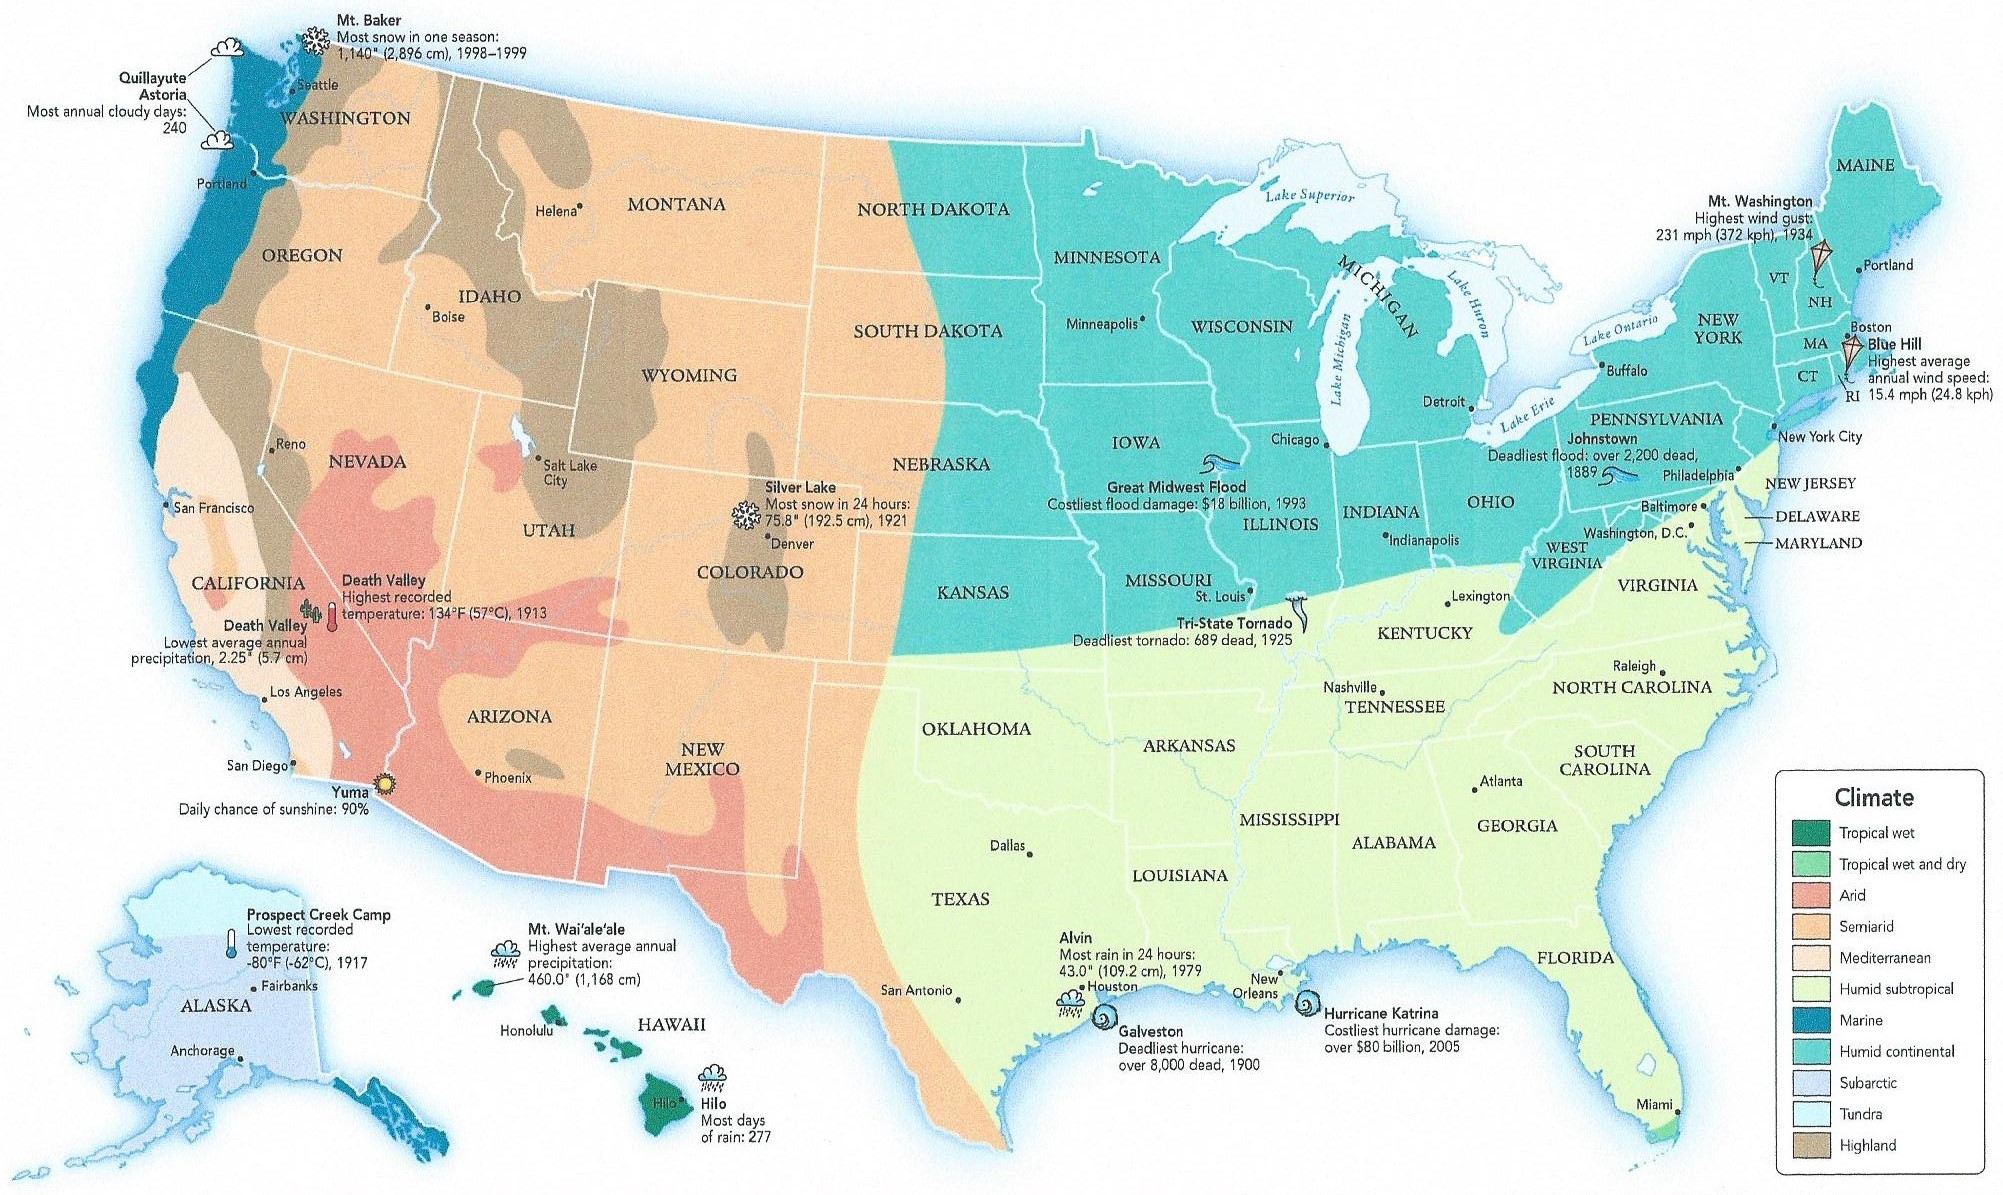 Mt. Baker
Most snow in one season:
1,140" (2,896 cm), 1998–1999
Quillayute
Astoria
Most annual cloudy days:
240
Seattle
WASHINGTON
Portland
OREGON
IDAHO
Boise
Helena
MONTANA
NORTH DAKOTA
SOUTH DAKOTA
WYOMING
MINNESOTA
Minneapolis
WISCONSIN
MICHIGAN
Lake Superior
Lake Michigan
Lake Huron
Lake Ontario
Lake Erie
MAINE
Mt. Washington
Highest wind gust:
231 mph (372 kph), 1934
Portland
VT
NH
NEW
YORK
MA
CT
RI
Boston
Blue Hill
Highest average
annual wind speed:
15.4 mph (24.8 kph)
Buffalo
Detroit
PENNSYLVANIA
Johnstown
Deadliest flood: over 2,200 dead,
1889
Philadelphia
New York City
NEW JERSEY
Baltimore
DELAWARE
Washington, D.C.
MARYLAND
Reno
NEVADA
Salt Lake
City
UTAH
San Francisco
CALIFORNIA
Silver Lake
Most snow in 24 hours:
75.8" (192.5 cm), 1921
Denver
COLORADO
NEBRASKA
IOWA
Chicago
Great Midwest Flood
Costliest flood damage: $18 billion, 1993
ILLINOIS
INDIANA
Indianapolis
OHIO
WEST
VIRGINIA
VIRGINIA
KANSAS
MISSOURI
St. Louis
Tri-State Tornado
Deadliest tornado: 689 dead, 1925
Lexington
KENTUCKY
Death Valley
Highest recorded
temperature: 134°F (57°C), 1913
Death Valley
Lowest average annual
precipitation, 2.25" (5.7 cm)
Los Angeles
San Diego
Yuma
Daily chance of sunshine: 90%
ARIZONA
Phoenix
NEW
MEXICO
OKLAHOMA
ARKANSAS
Nashville
TENNESSEE
Raleigh
NORTH CAROLINA
SOUTH
CAROLINA
Atlanta
GEORGIA
MISSISSIPPI
ALABAMA
Dallas
TEXAS
LOUISIANA
San Antonio
Alvin
Most rain in 24 hours:
43.0" (109.2 cm), 1979
Houston
Galveston
Deadliest hurricane:
over 8,000 dead, 1900
New
Orleans
Hurricane Katrina
Costliest hurricane damage:
over $80 billion, 2005
FLORIDA
Miami
Prospect Creek Camp
Lowest recorded
temperature:
-80°F (-62°C), 1917
Fairbanks
ALASKA
Anchorage
Mt. Wai'ale'ale
Highest average annual
precipitation:
460.0" (1,168 cm)
Honolulu
HAWAII
Hilo
Hilo
Most days
of rain: 277
Climate
Tropical wet
Tropical wet and dry
Arid
Semiarid
Mediterranean
Humid subtropical
Marine
Humid continental
Subarctic
Tundra
Highland